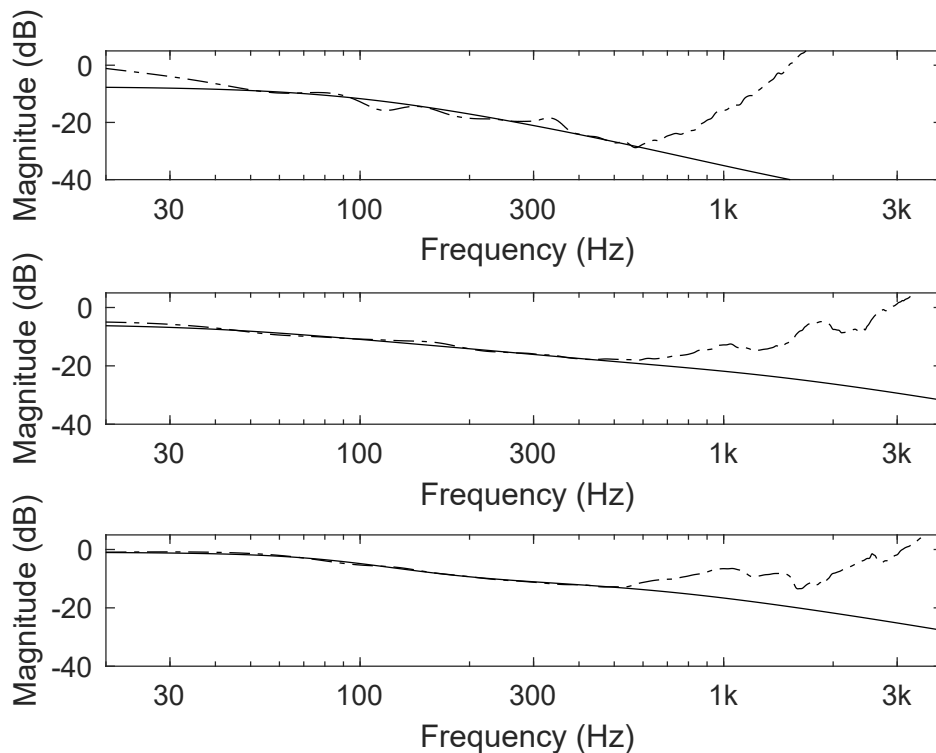 Magnitude (dB)
0
-20
-40
30 100 300 1k 3k
Frequency (Hz)
Magnitude (dB)
0
-20
-40
30 100 300 1k 3k
Frequency (Hz)
Magnitude (dB)
0
-20
-40
30 100 300 1k 3k
Frequency (Hz)